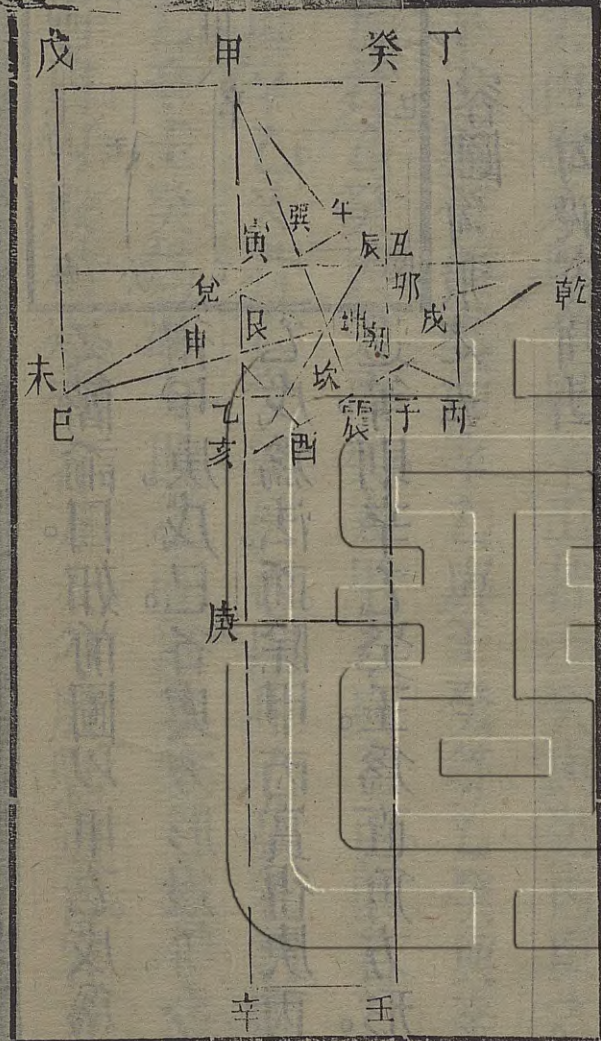 戊 甲 癸 丁
午
巽
寅 辰 丑
兌 卯 乾
艮 戌
申
坎
未
巳 乙 震 子 丙
亥 酉
庚
辛 壬